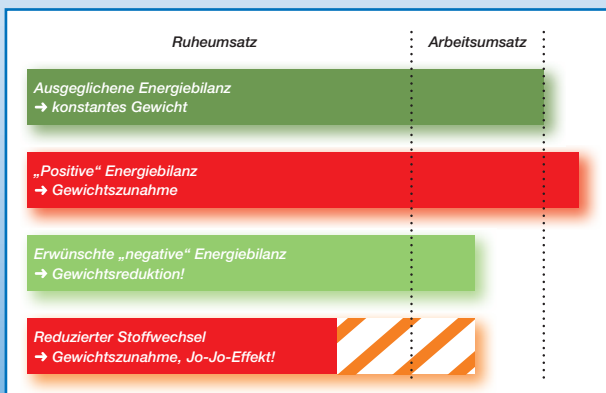 Ruheumsatz Arbeitsumsatz
Ausgeglichene Energiebilanz
➜ konstantes Gewicht
„Positive“ Energiebilanz
➜ Gewichtszunahme
Erwünschte „negative“ Energiebilanz
➜ Gewichtsreduktion!
Reduzierter Stoffwechsel
➜ Gewichtszunahme, Jo-Jo-Effekt!